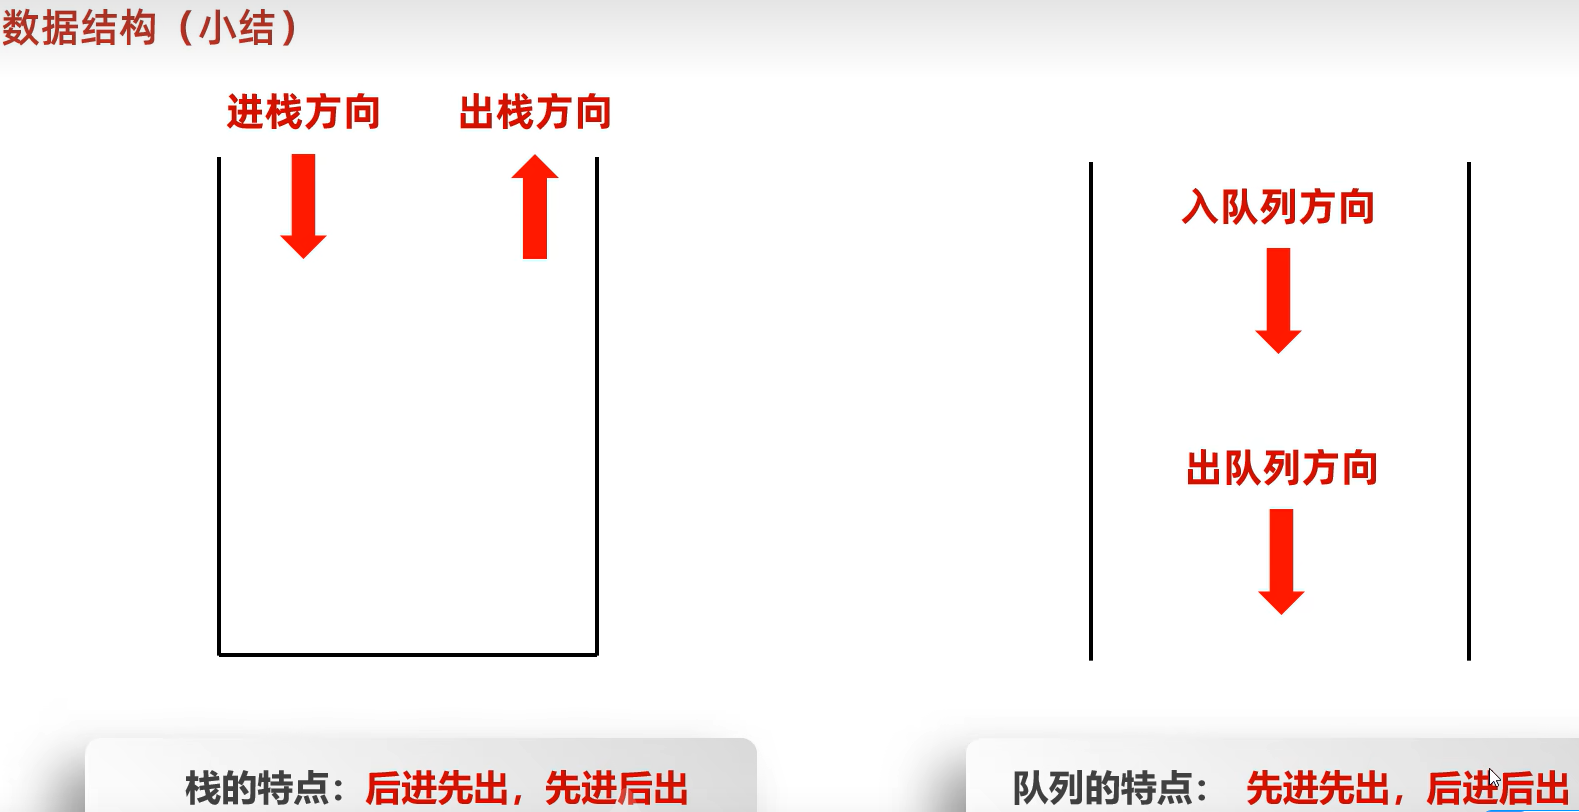 数据结构（小结）
进栈方向 出栈方向
入队列方向
出队列方向
栈的特点：后进先出，先进后出
队列的特点： 先进先出，后进后出